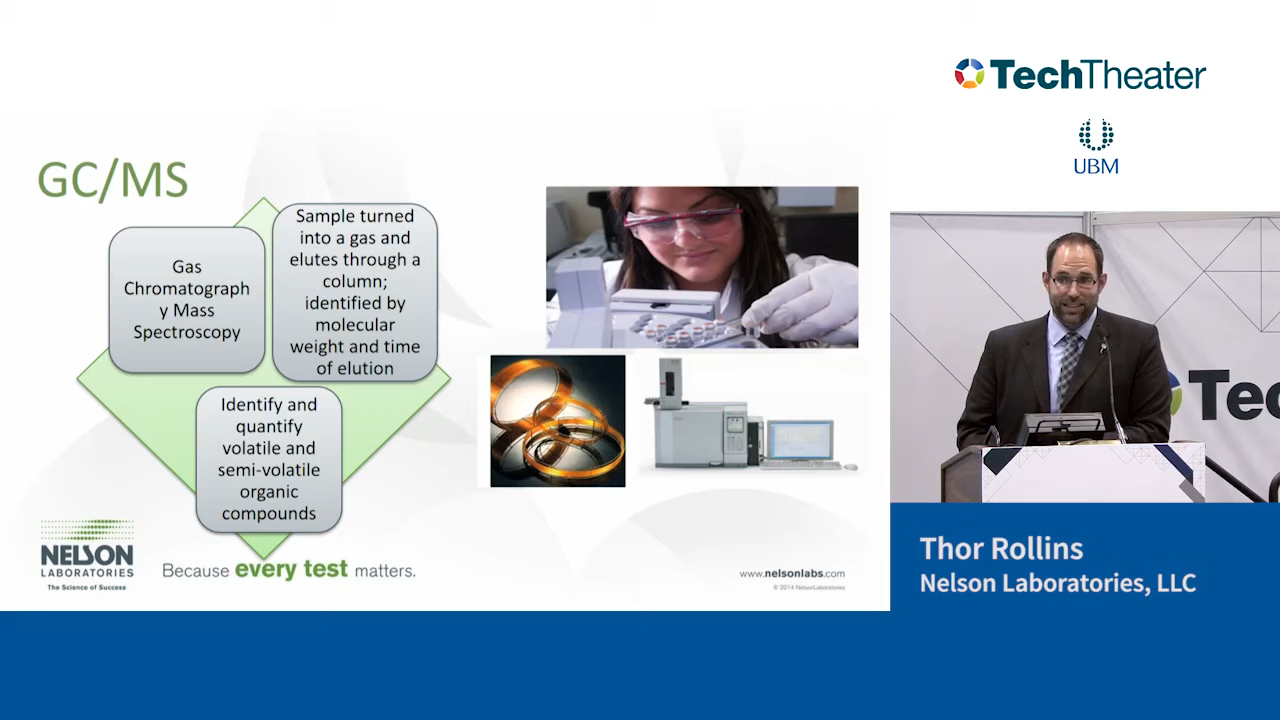 TechTheater
UBM
GC/MS
Gas
Chromatograph
y Mass
Spectroscopy
Sample turned
into a gas and
elutes through a
column;
identified by
molecular
weight and time
of elution
Identify and
quantify
volatile and
semi-volatile
organic
compounds
NELSON
LABORATORIES
The Science of Success
Because every test matters.
www.nelsonlabs.com
© 2014 NelsonLaboratories
Tec
Thor Rollins
Nelson Laboratories, LLC